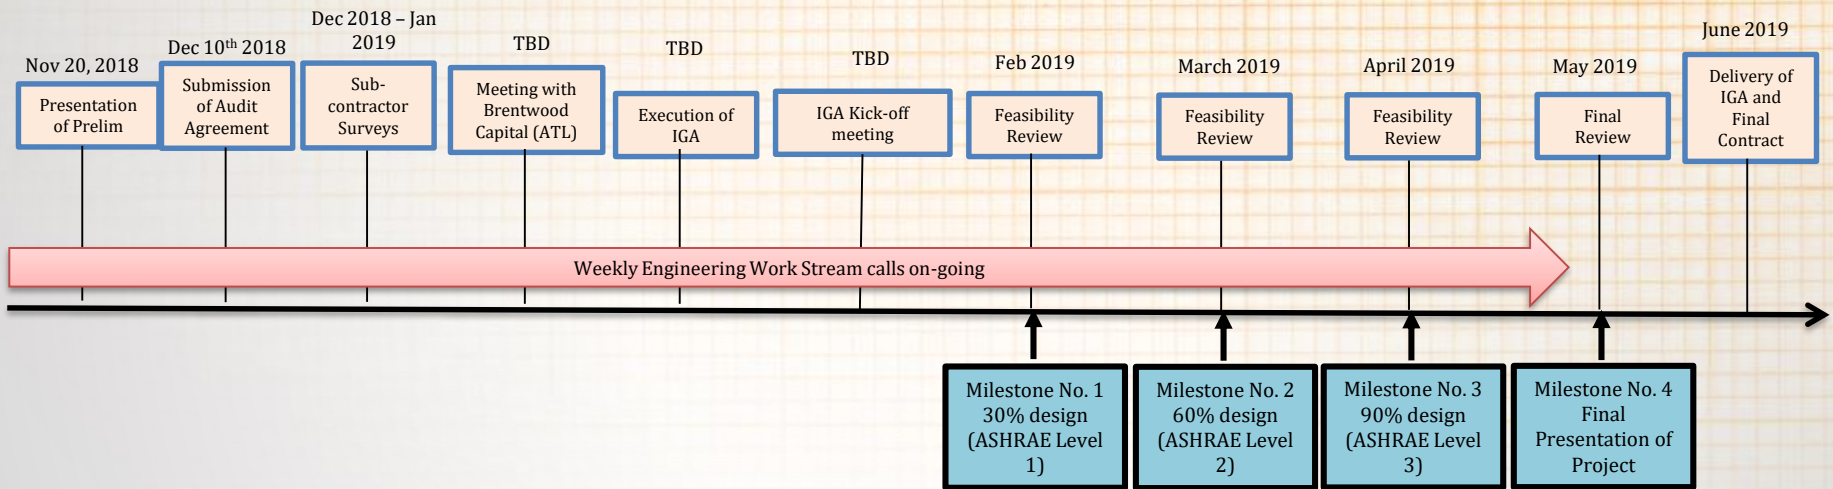 Nov 20, 2018
Presentation
of Prelim
Dec 10th 2018
Submission
of Audit
Agreement
Dec 2018 – Jan
2019
Sub-
contractor
Surveys
TBD
Meeting with
Brentwood
Capital (ATL)
TBD
Execution of
IGA
TBD
IGA Kick-off
meeting
Feb 2019
Feasibility
Review
March 2019
Feasibility
Review
April 2019
Feasibility
Review
May 2019
Final
Review
June 2019
Delivery of
IGA and
Final
Contract
Weekly Engineering Work Stream calls on-going
Milestone No. 1
30% design
(ASHRAE Level
1)
Milestone No. 2
60% design
(ASHRAE Level
2)
Milestone No. 3
90% design
(ASHRAE Level
3)
Milestone No. 4
Final
Presentation of
Project